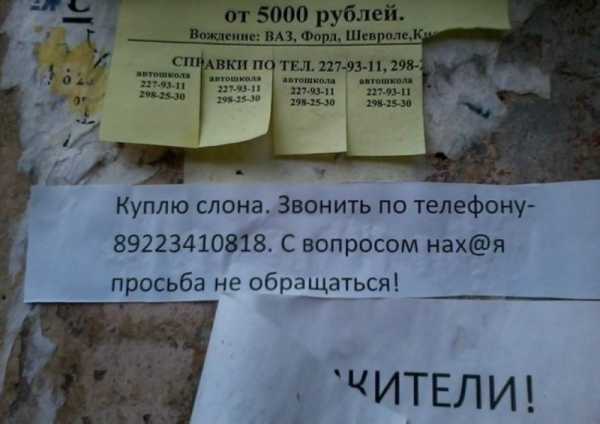 С
от 5000 рублей.
Вождение: ВАЗ, Форд, Шевроле,
СПРАВКИ ПО ТЕЛ. 227-93-11, 298-
автошкола автошкола автошкола автошкола
227-93-11 227-93-11 227-93-11 227-93-11
298-25-30 298-25-30 298-25-30 298-25-30
Куплю слона. Звонить по телефону-
89223410818. С вопросом нах@я
просьба не обращаться!
ЖИТЕЛИ!